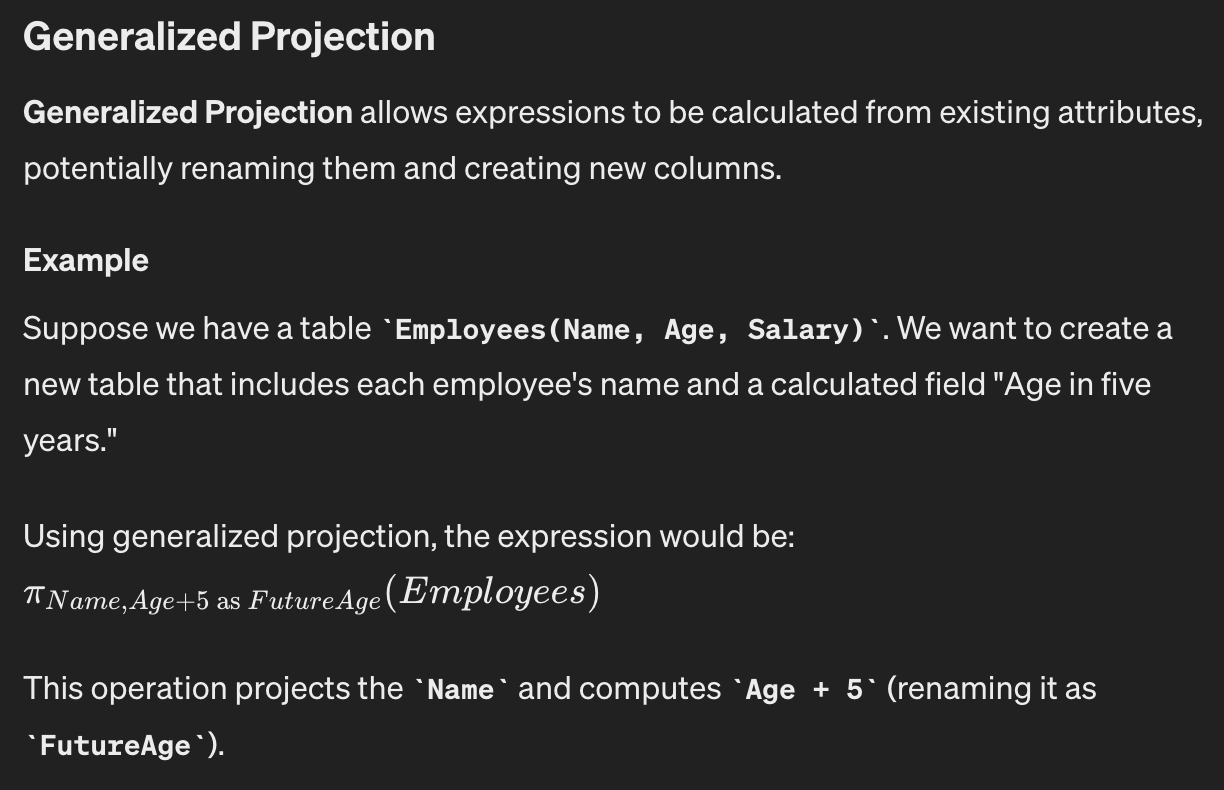 Generalized Projection
Generalized Projection allows expressions to be calculated from existing attributes,
potentially renaming them and creating new columns.
Example
Suppose we have a table `Employees(Name, Age, Salary)`. We want to create a
new table that includes each employee's name and a calculated field "Age in five
years."
Using generalized projection, the expression would be:
π_{Name,Age+5 as FutureAge}(Employees)
This operation projects the `Name` and computes `Age + 5` (renaming it as
`FutureAge`).